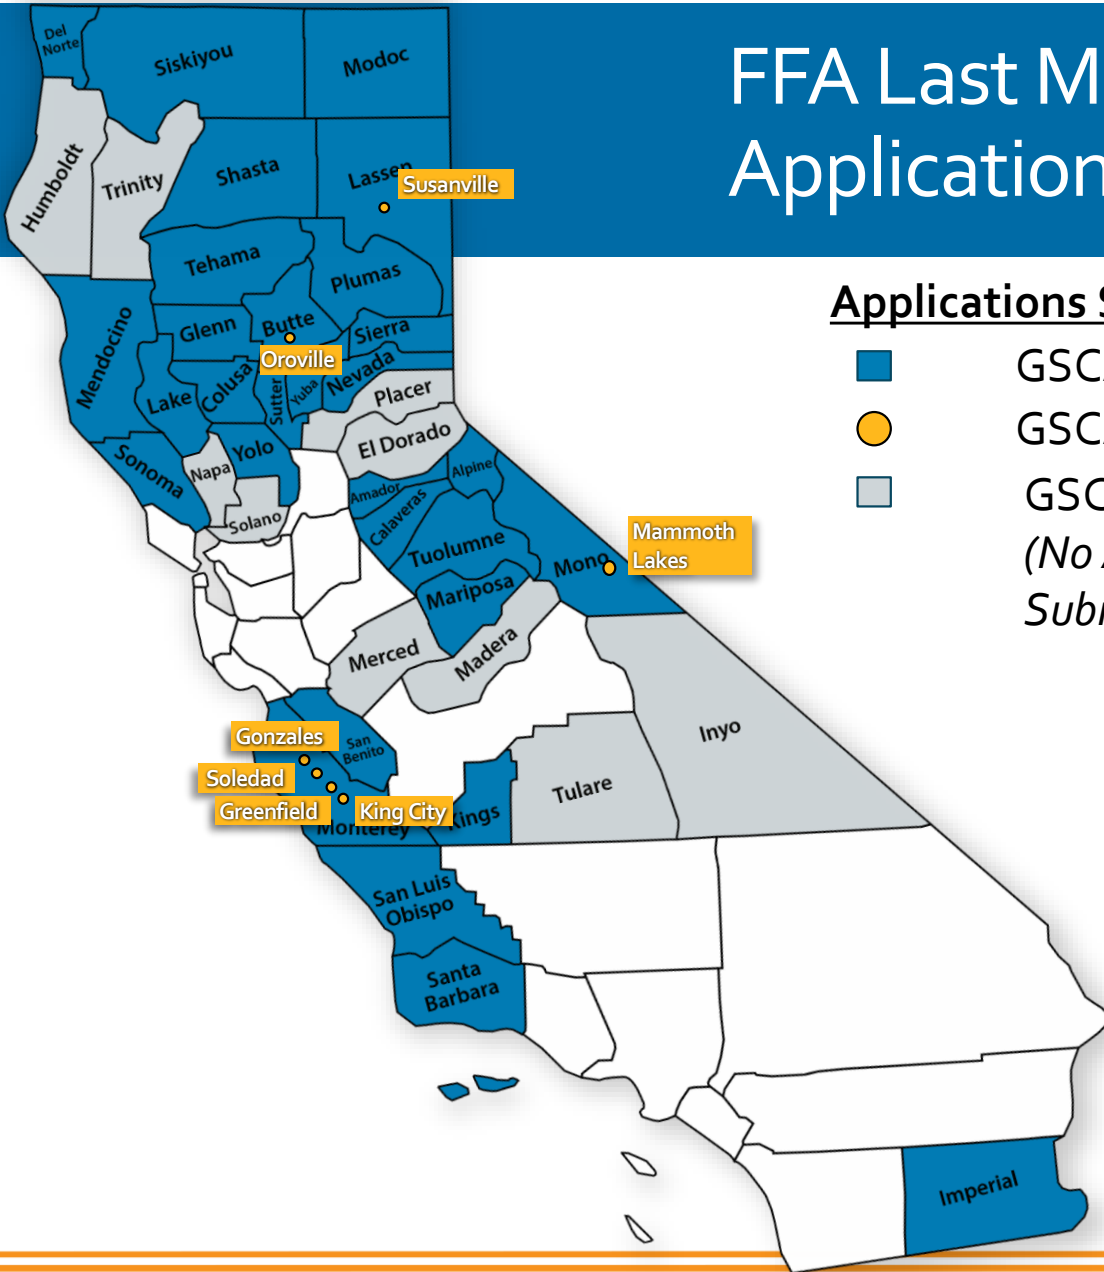 FFA Last M
Application
Applications S
GSCA
GSCA
GSC
(No A
Subm
Del
Norte
Siskiyou
Modoc
Humboldt
Trinity
Shasta
Lassen
Susanville
Tehama
Plumas
Mendocino
Glenn
Butte
Sierra
Oroville
Lake
Colusa
Sutter
Yuba
Nevada
Placer
El Dorado
Sonoma
Napa
Yolo
Solano
Amador
Alpine
Calaveras
Tuolumne
Mono
Mammoth
Lakes
Mariposa
Merced
Madera
Inyo
Gonzales
San
Benito
Soledad
Greenfield
King City
Monterey
Kings
Tulare
San Luis
Obispo
Santa
Barbara
Imperial